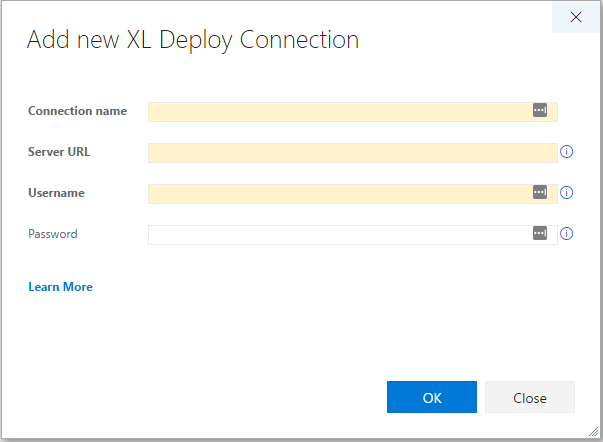 Add new XL Deploy Connection
Connection name
Server URL
Username
Password
Learn More
OK Close